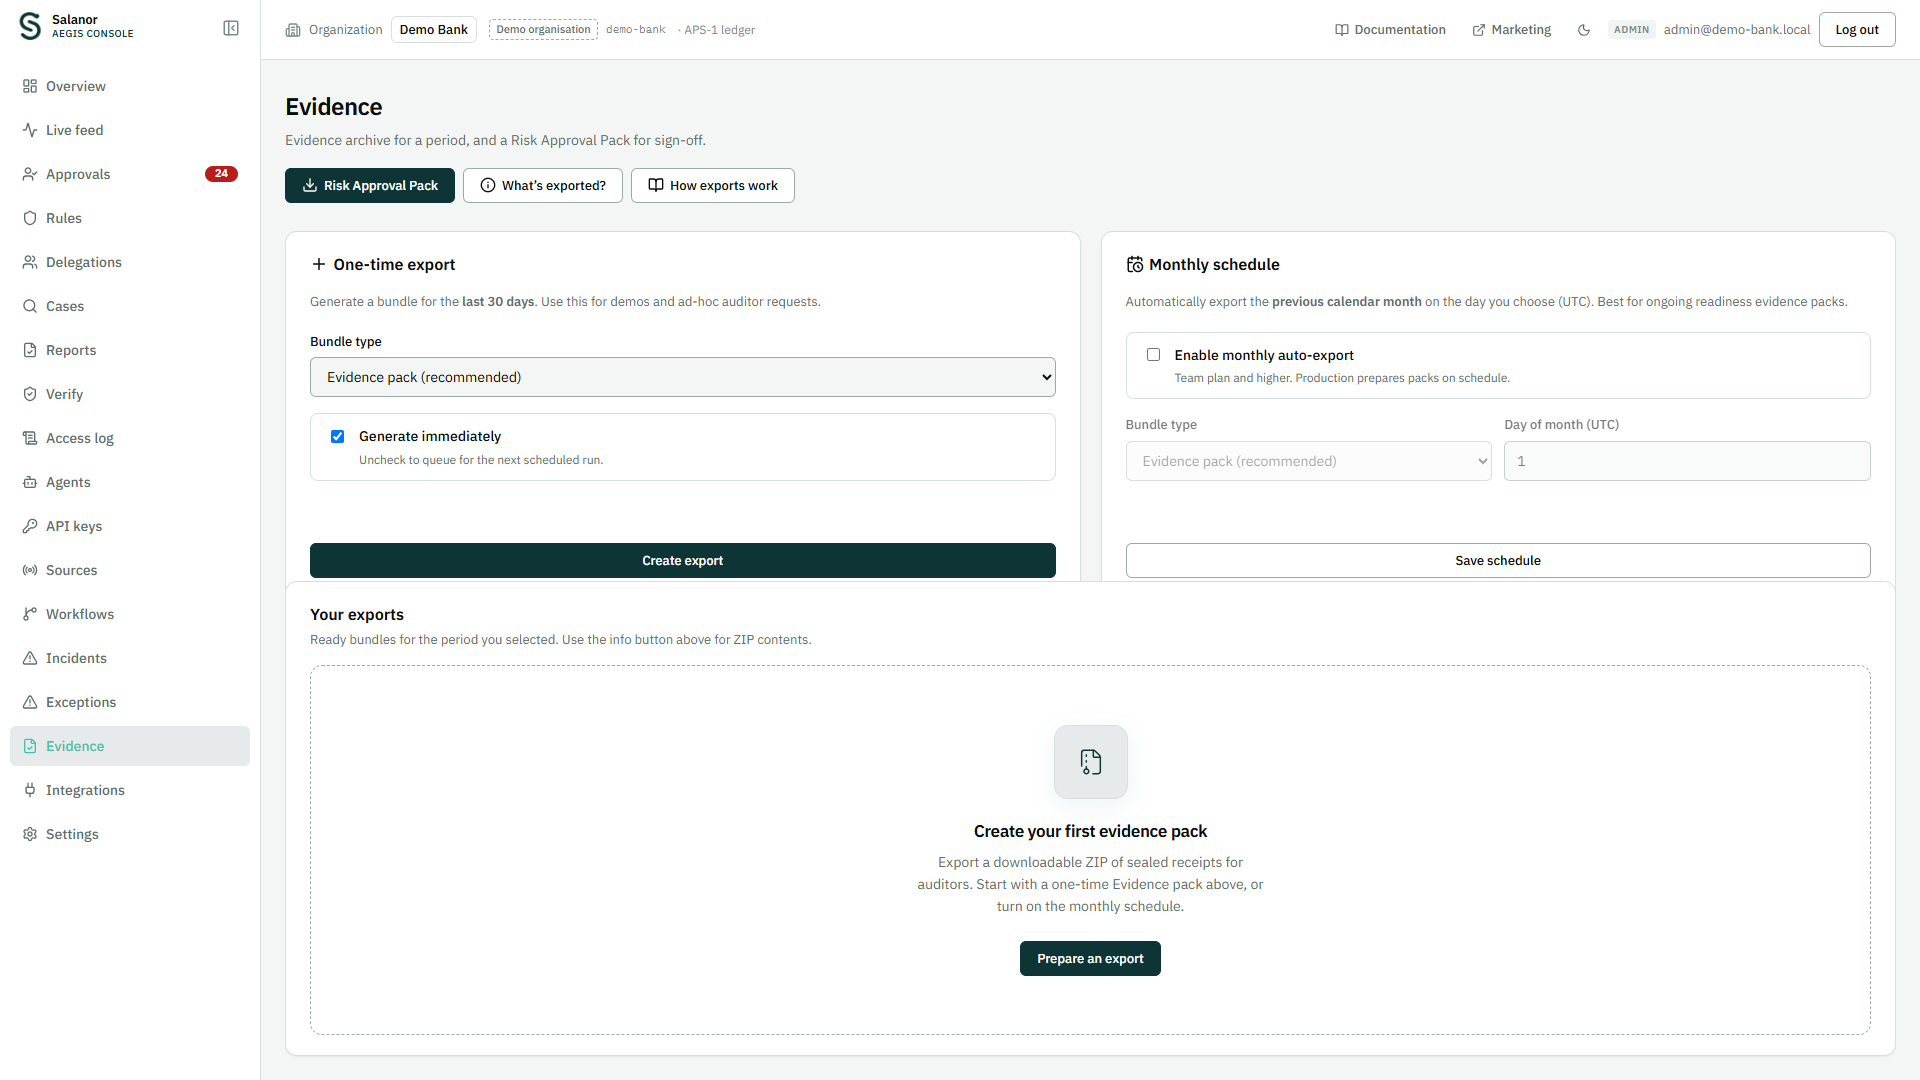 Salanor
AEGIS CONSOLE
Overview
Live feed
Approvals
24
Rules
Delegations
Cases
Reports
Verify
Access log
Agents
API keys
Sources
Workflows
Incidents
Exceptions
Evidence
Integrations
Settings
Organization
Demo Bank
Demo organisation
demo-bank
· APS-1 ledger
Documentation
Marketing
ADMIN
admin@demo-bank.local
Log out
Evidence
Evidence archive for a period, and a Risk Approval Pack for sign-off.
Risk Approval Pack
What's exported?
How exports work
One-time export
Generate a bundle for the last 30 days. Use this for demos and ad-hoc auditor requests.
Bundle type
Evidence pack (recommended)
Generate immediately
Uncheck to queue for the next scheduled run.
Create export
Monthly schedule
Automatically export the previous calendar month on the day you choose (UTC). Best for ongoing readiness evidence packs.
Enable monthly auto-export
Team plan and higher. Production prepares packs on schedule.
Bundle type
Day of month (UTC)
Evidence pack (recommended)
1
Save schedule
Your exports
Ready bundles for the period you selected. Use the info button above for ZIP contents.
Create your first evidence pack
Export a downloadable ZIP of sealed receipts for
auditors. Start with a one-time Evidence pack above, or
turn on the monthly schedule.
Prepare an export